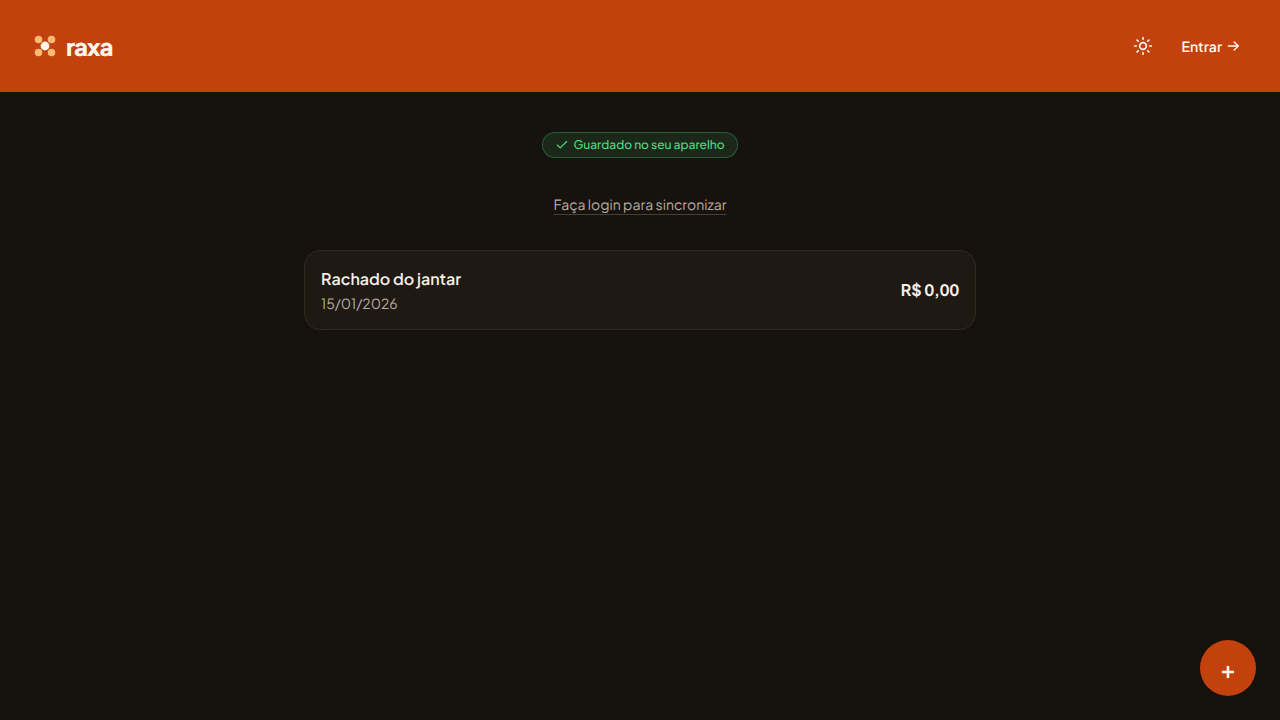 raxa
Entrar →
Guardado no seu aparelho
Faça login para sincronizar
Rachado do jantar
15/01/2026
R$ 0,00
+